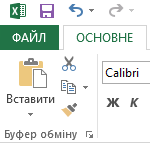 ФАЙЛ ОСНОВНЕ
Calibri
Вставити
Ж К
Буфер обміну